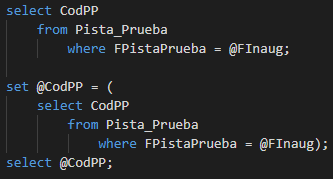 select CodPP
from Pista_Prueba
where FPistaPrueba = @FInaug;
set @CodPP = (
select CodPP
from Pista_Prueba
where FPistaPrueba = @FInaug);
select @CodPP;